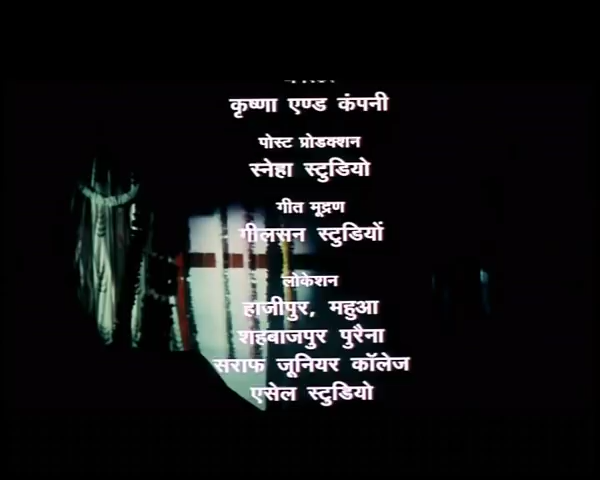 कृष्णा एण्ड कंपनी
पोस्ट प्रोडक्शन
स्नेहा स्टुडियो
गीत मूद्रण
गीलसन स्टुडियों
लोकेशन
हाजीपुर, महुआ
शहबाजपुर पुरैना
सराफ जूनियर कॉलेज
एसेल स्टुडियो